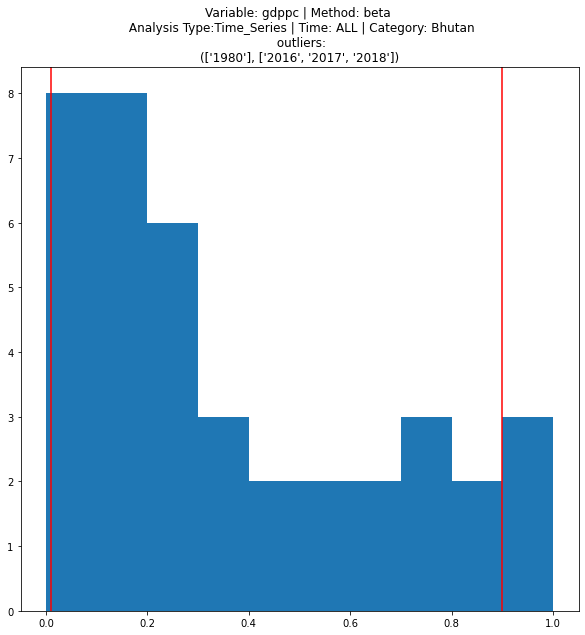 Variable: gdppc | Method: beta
Analysis Type:Time_Series | Time: ALL | Category: Bhutan
outliers:
(['1980'], ['2016', '2017', '2018'])
8
7
6
5
4
3
2
1
0
0.0 0.2 0.4 0.6 0.8 1.0